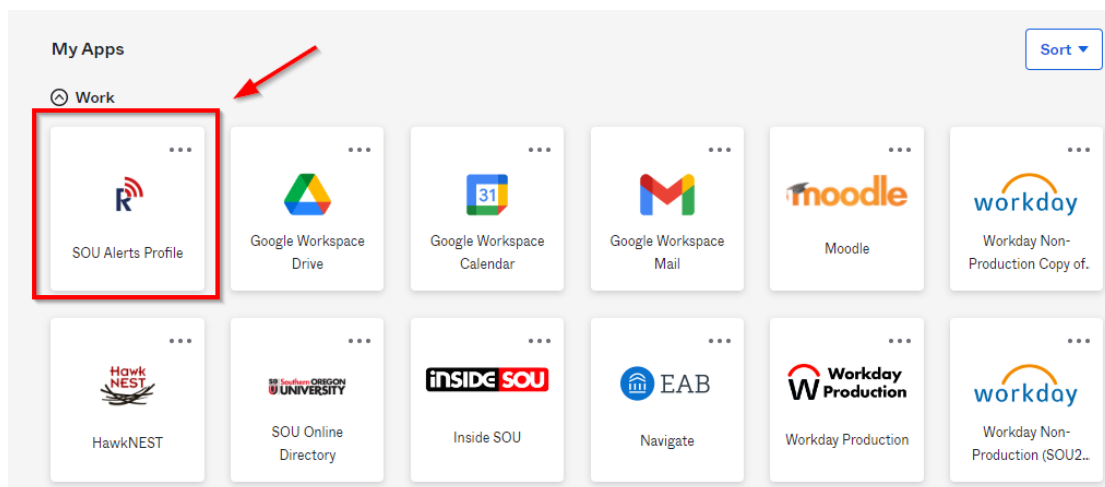 My Apps
Sort
Work
R
SOU Alerts Profile
Google Workspace
Drive
31
Google Workspace
Calendar
Google Workspace
Mail
moodle
Moodle
workday
Workday Non-
Production Copy of..
Hawk
NEST
HawkNEST
SO Southern OREGON
U UNIVERSITY
SOU Online
Directory
INSIDE SOU
Inside SOU
EAB
Navigate
W Workday
Production
Workday Production
workday
Workday Non-
Production (SOU2...